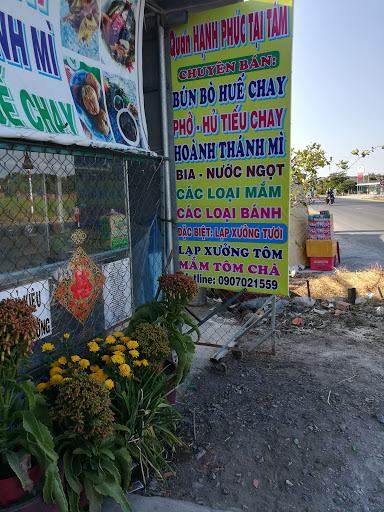 NH MÌ
Ế CHAY
Quán HẠNH PHÚC TẠI TÂM
CHUYÊN BÁN:
BÚN BÒ HUẾ CHAY
PHỞ - HỦ TIẾU CHAY
HOÀNH THÁNH MÌ
BIA - NƯỚC NGỌT
CÁC LOẠI MẮM
CÁC LOẠI BÁNH
ĐẶC BIỆT: LẠP XƯỞNG TƯƠI
LẠP XƯỞNG TÔM
MẮM TÔM CHÀ
Hotline: 0907021559